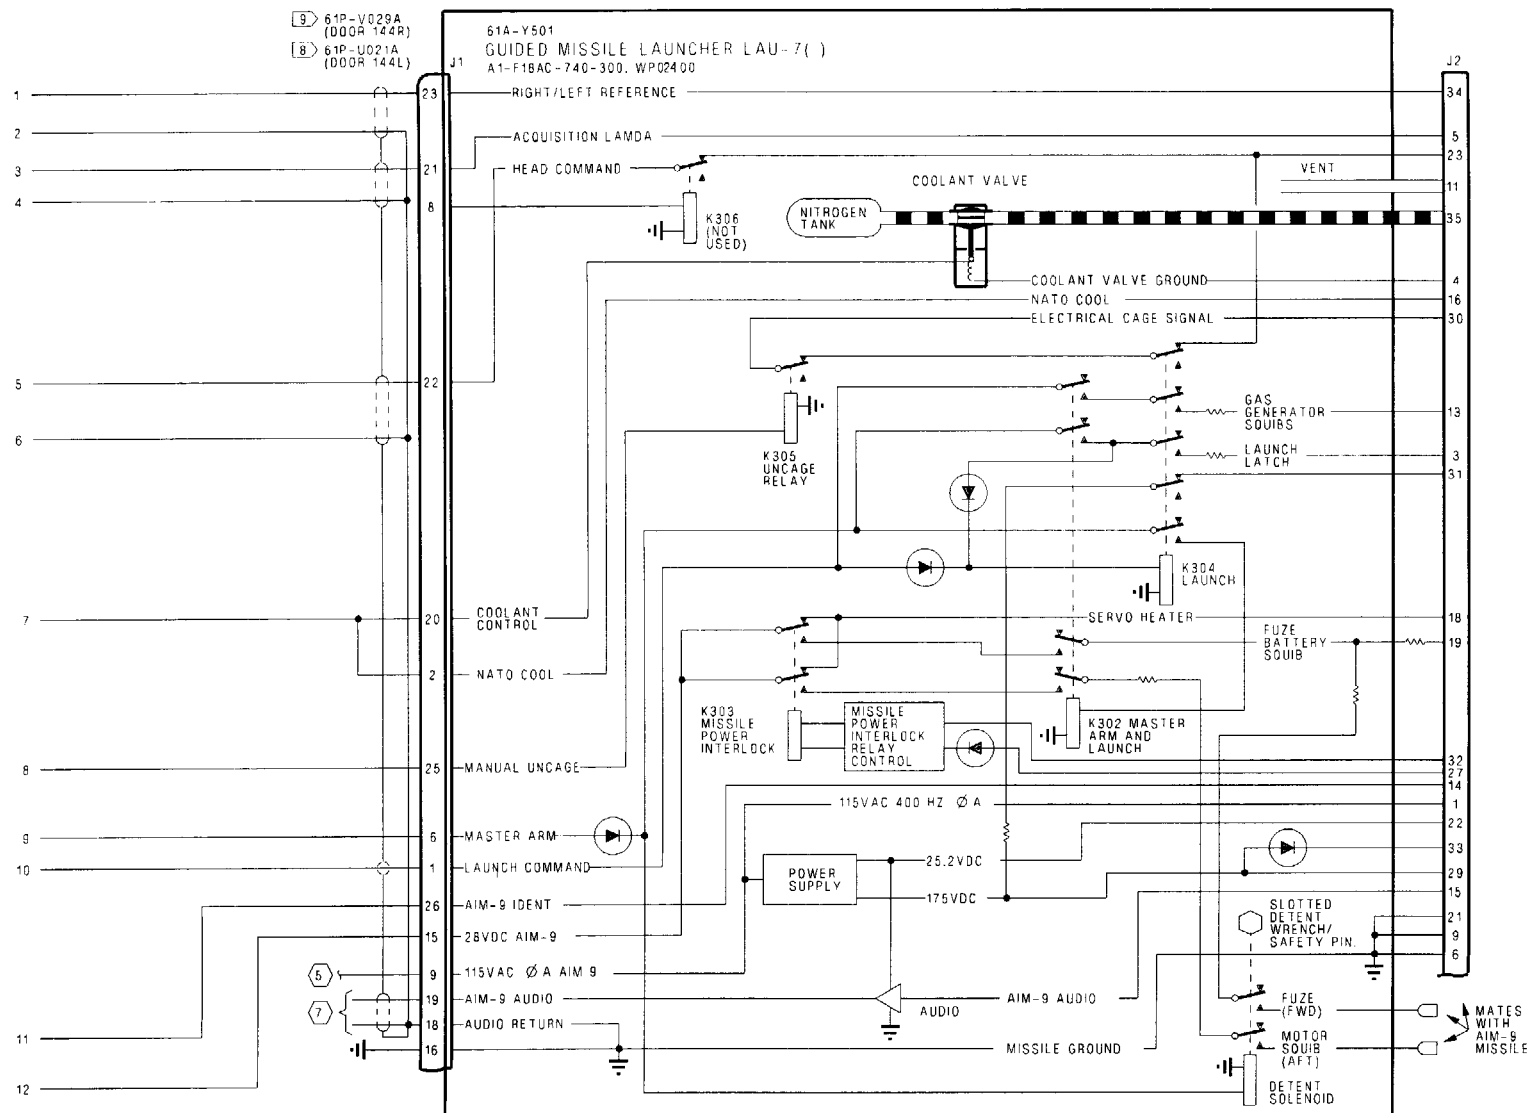 9 61P-V029A
(DOOR 144R)
8 61P-U021A
(DOOR 144L)
61A-Y501
GUIDED MISSILE LAUNCHER LAU-7( )
A1-F18AC-740-300, WP02400
J1
J2
1
23
RIGHT/LEFT REFERENCE
34
2
ACQUISITION LAMDA
5
3
21
HEAD COMMAND
23
VENT
11
4
8
K306
(NOT
USED)
COOLANT VALVE
NITROGEN
TANK
35
COOLANT VALVE GROUND
4
NATO COOL
16
ELECTRICAL CAGE SIGNAL
30
5
22
GAS
GENERATOR
SQUIBS
13
6
K305
UNCAGE
RELAY
LAUNCH
LATCH
3
31
K304
LAUNCH
7
20
COOLANT
CONTROL
SERVO HEATER
18
FUZE
BATTERY
SQUIB
19
2
NATO COOL
K303
MISSILE
POWER
INTERLOCK
MISSILE
POWER
INTERLOCK
RELAY
CONTROL
K302 MASTER
ARM AND
LAUNCH
8
25
MANUAL UNCAGE
32
27
14
115VAC 400 HZ Ø A
1
22
9
6
MASTER ARM
33
10
1
LAUNCH COMMAND
POWER
SUPPLY
25.2VDC
175VDC
29
15
26
AIM-9 IDENT
SLOTTED
DETENT
WRENCH/
SAFETY PIN.
21
15
28VDC AIM-9
9
6
5
9
115VAC Ø A AIM 9
7
19
AIM-9 AUDIO
AUDIO
AIM-9 AUDIO
FUZE
(FWD)
18
AUDIO RETURN
11
16
MISSILE GROUND
MOTOR
SQUIB
(AFT)
MATES
WITH
AIM-9
MISSILE
12
DETENT
SOLENOID